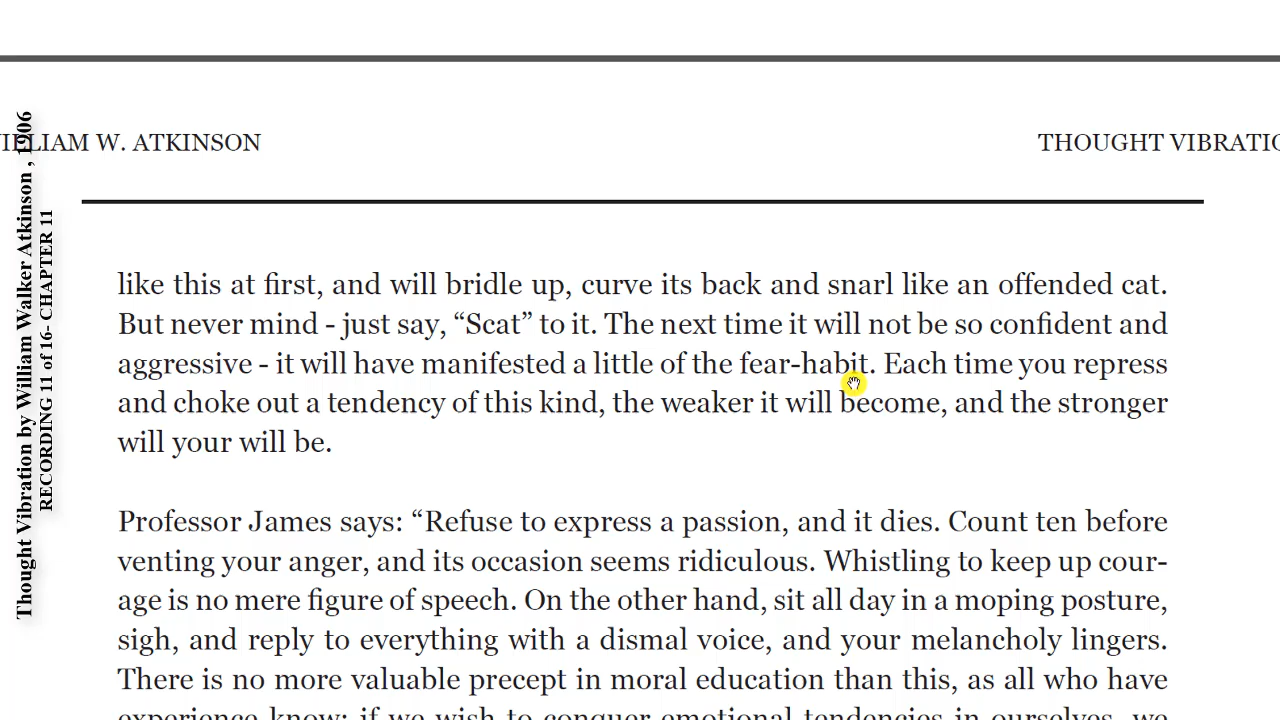 Thought Vibration by William Walker Atkinson , 1906
RECORDING 11 of 16- CHAPTER 11
WILLIAM W. ATKINSON
THOUGHT VIBRATIO
like this at first, and will bridle up, curve its back and snarl like an offended cat.
But never mind - just say, “Scat” to it. The next time it will not be so confident and
aggressive - it will have manifested a little of the fear-habit. Each time you repress
and choke out a tendency of this kind, the weaker it will become, and the stronger
will your will be.
Professor James says: “Refuse to express a passion, and it dies. Count ten before
venting your anger, and its occasion seems ridiculous. Whistling to keep up cour-
age is no mere figure of speech. On the other hand, sit all day in a moping posture,
sigh, and reply to everything with a dismal voice, and your melancholy lingers.
There is no more valuable precept in moral education than this, as all who have
experience know: if we wish to conquer emotional tendencies in ourselves, we